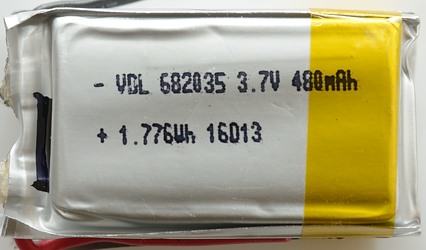 - VDL 682035 3.7V 480mAh
+ 1.776Wh 16013